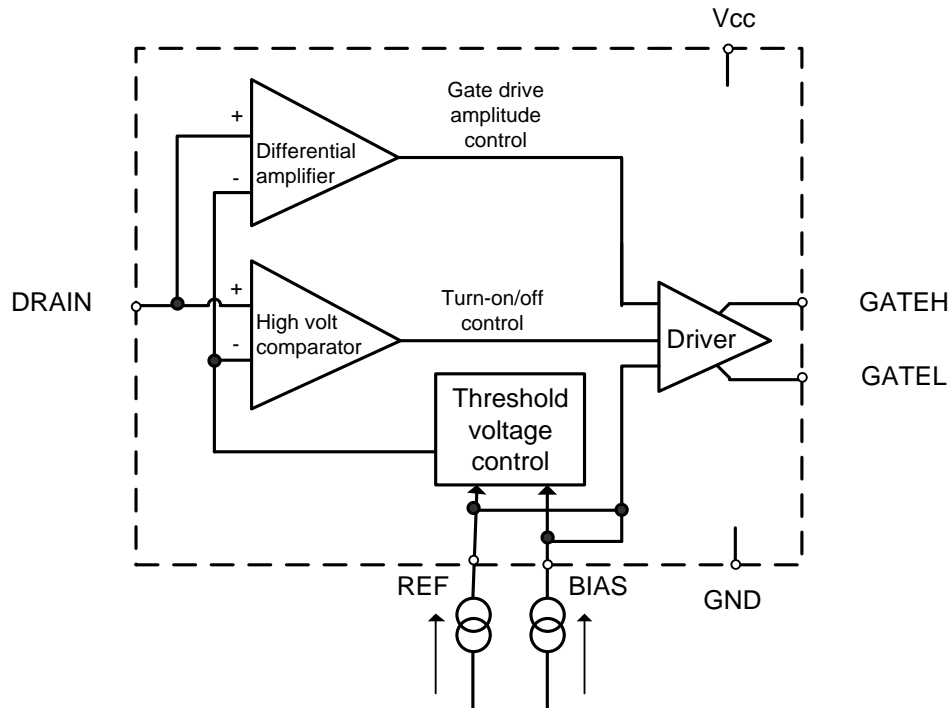 Vcc
Gate drive
amplitude
control
+
Differential
amplifier
-
DRAIN
+
High volt
comparator
-
Turn-on/off
control
Driver
GATEH
GATEL
Threshold
voltage
control
REF
BIAS
GND